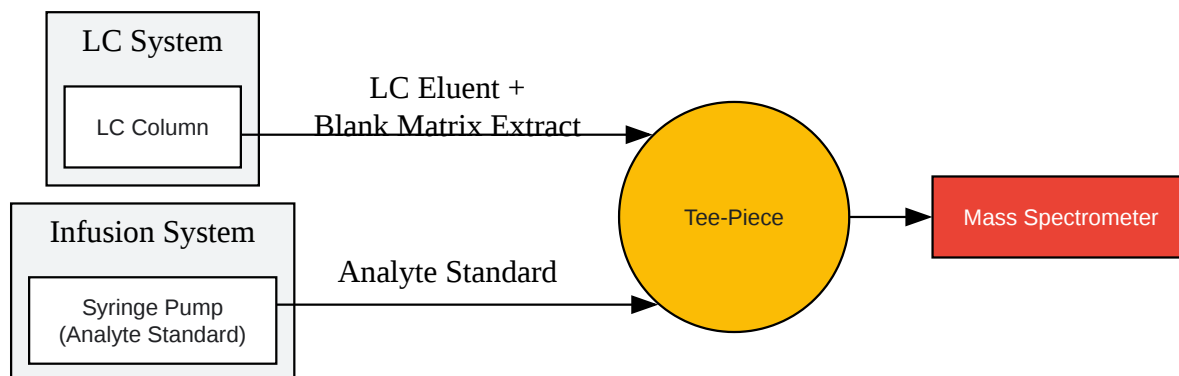 LC System
LC Column
LC Eluent +
Blank Matrix Extract
Infusion System
Syringe Pump
(Analyte Standard)
Analyte Standard
Tee-Piece
Mass Spectrometer